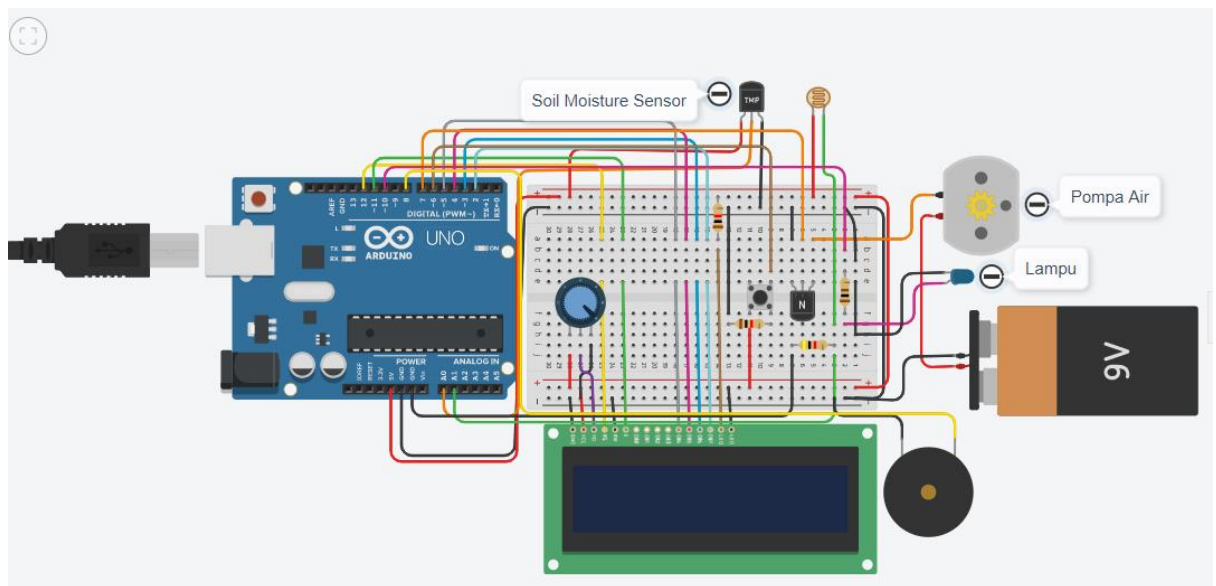 Soil Moisture Sensor
TMP
Pompa Air
Lampu
9V
N
AREF
GND
13
12
~11
~10
~9
8
7
~6
~5
4
~3
2
TX→1
RX←0
DIGITAL (PWM ~)
L
TX
RX
ARDUINO
UNO
ON
POWER
ANALOG IN
IOREF
RESET
3.3V
5V
GND
GND
Vin
A0
A1
A2
A3
A4
A5